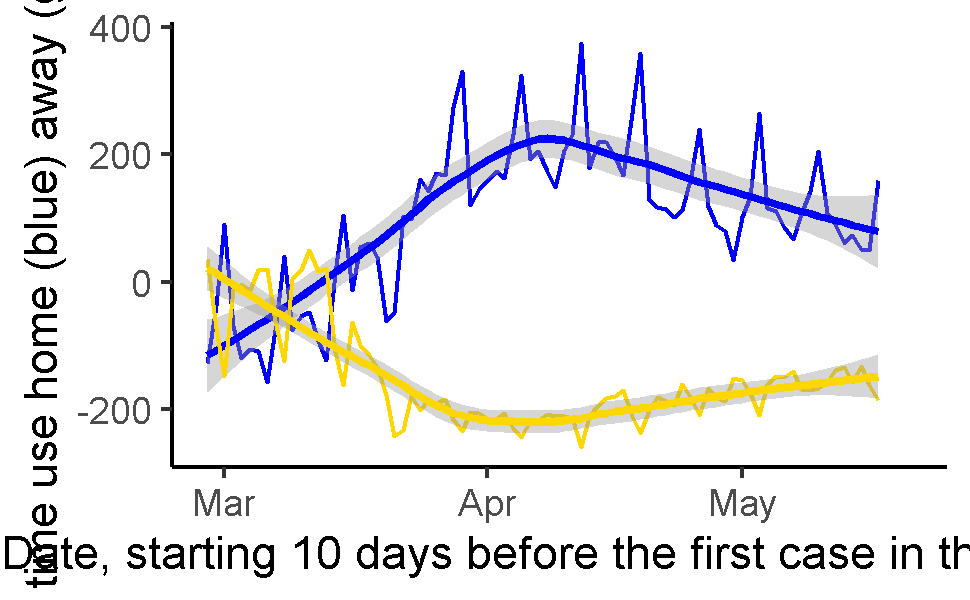 time use home (blue) away (
400
200
0
-200
Mar Apr May
Date, starting 10 days before the first case in th